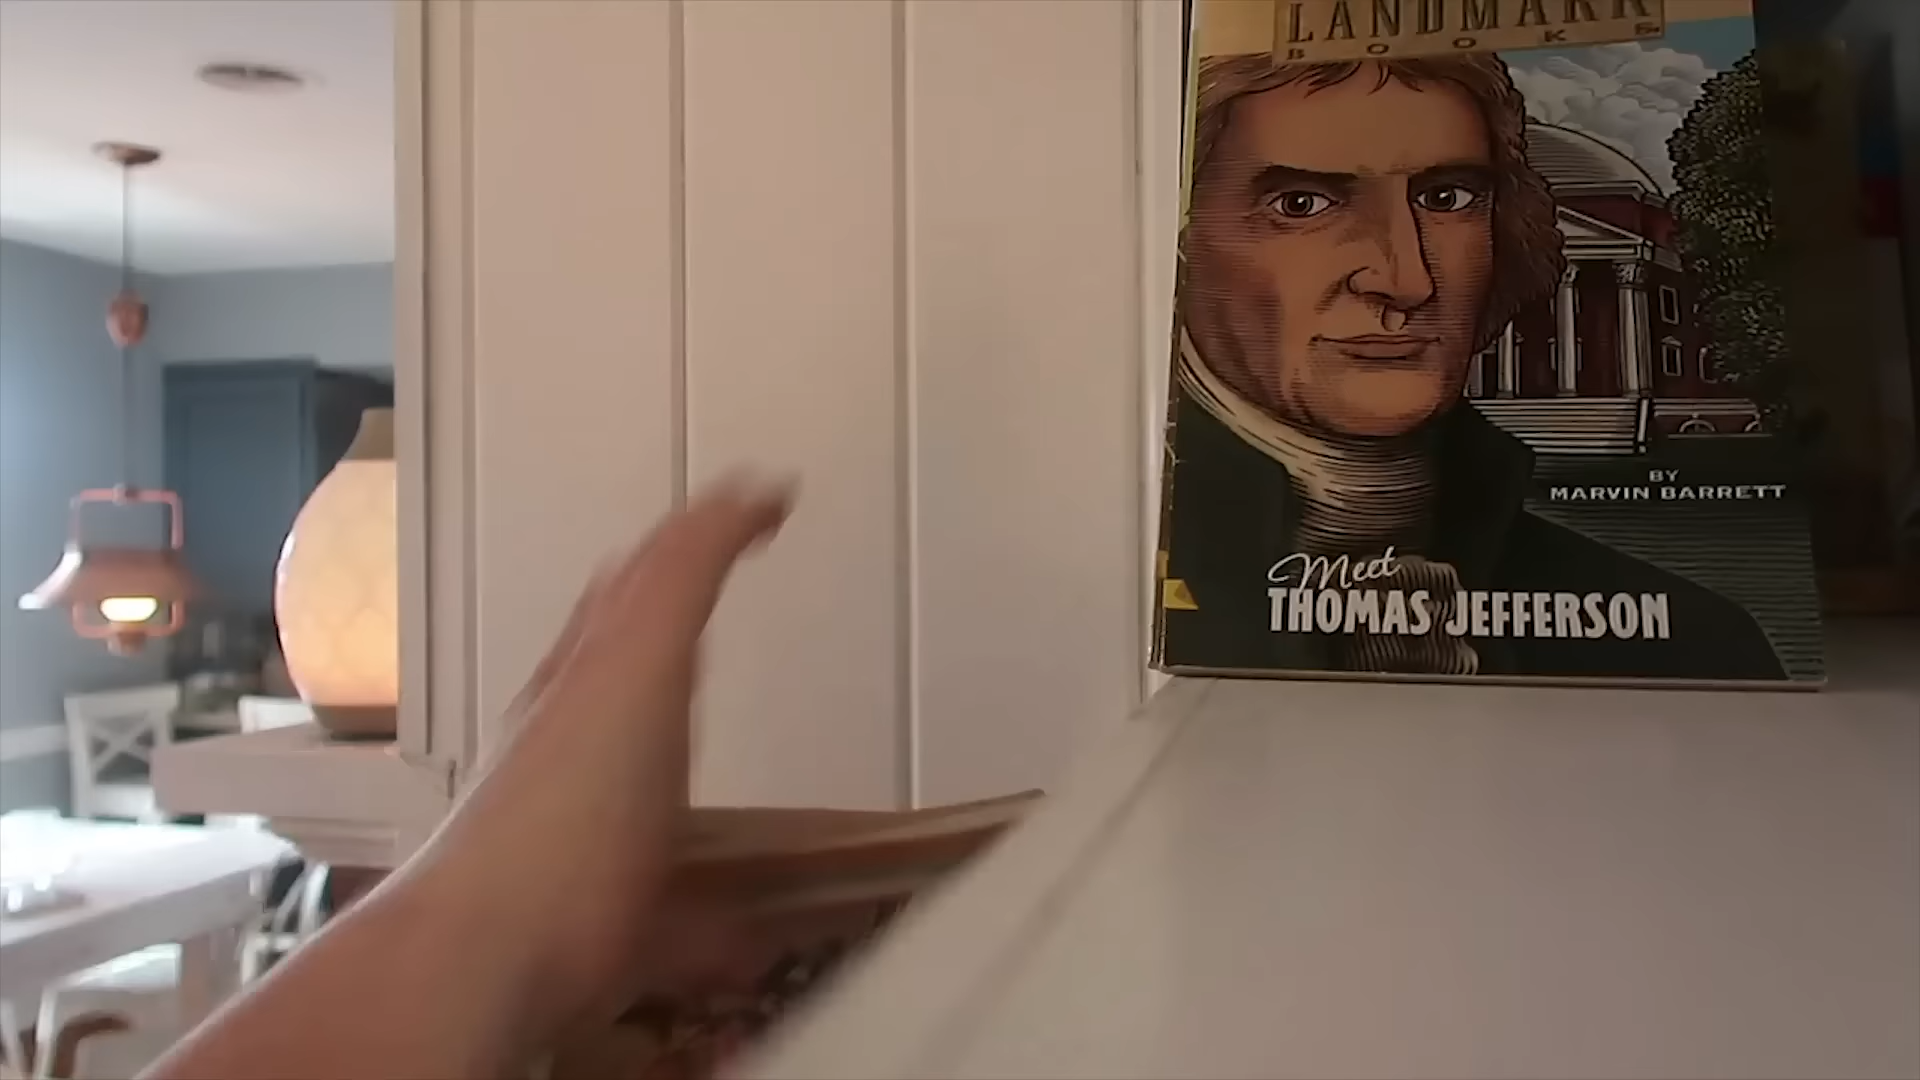 LANDMARK
BOOKS
BY
MARVIN BARRETT
Meet
THOMAS JEFFERSON